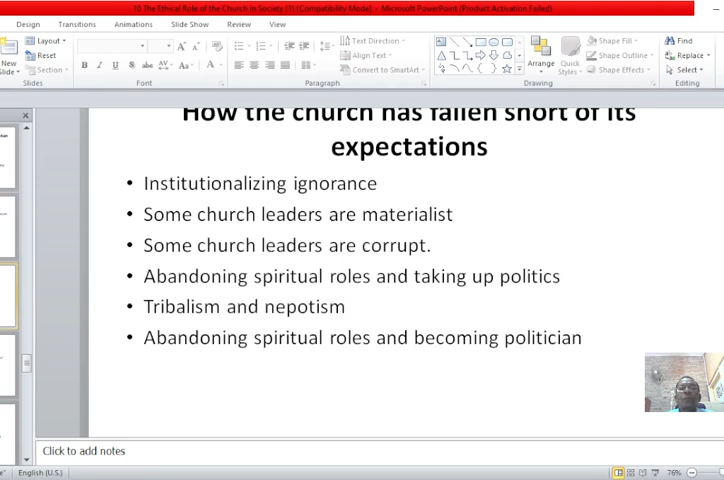 10 The Ethical Role of the Church in Society (1) [Compatibility Mode] - Microsoft PowerPoint (Product Activation Failed)
Design Transitions Animations Slide Show Review View
New
Slide
Layout
Reset
Section
Slides
B I U S abc AV Aa A
Font
Paragraph
Text Direction
Align Text
Convert to SmartArt
Arrange
Quick
Styles
Shape Fill
Shape Outline
Shape Effects
Drawing
Find
Replace
Select
Editing
How the church has fallen short of its
expectations
• Institutionalizing ignorance
• Some church leaders are materialist
• Some church leaders are corrupt.
• Abandoning spiritual roles and taking up politics
• Tribalism and nepotism
• Abandoning spiritual roles and becoming politician
Click to add notes
English (U.S.)
76%